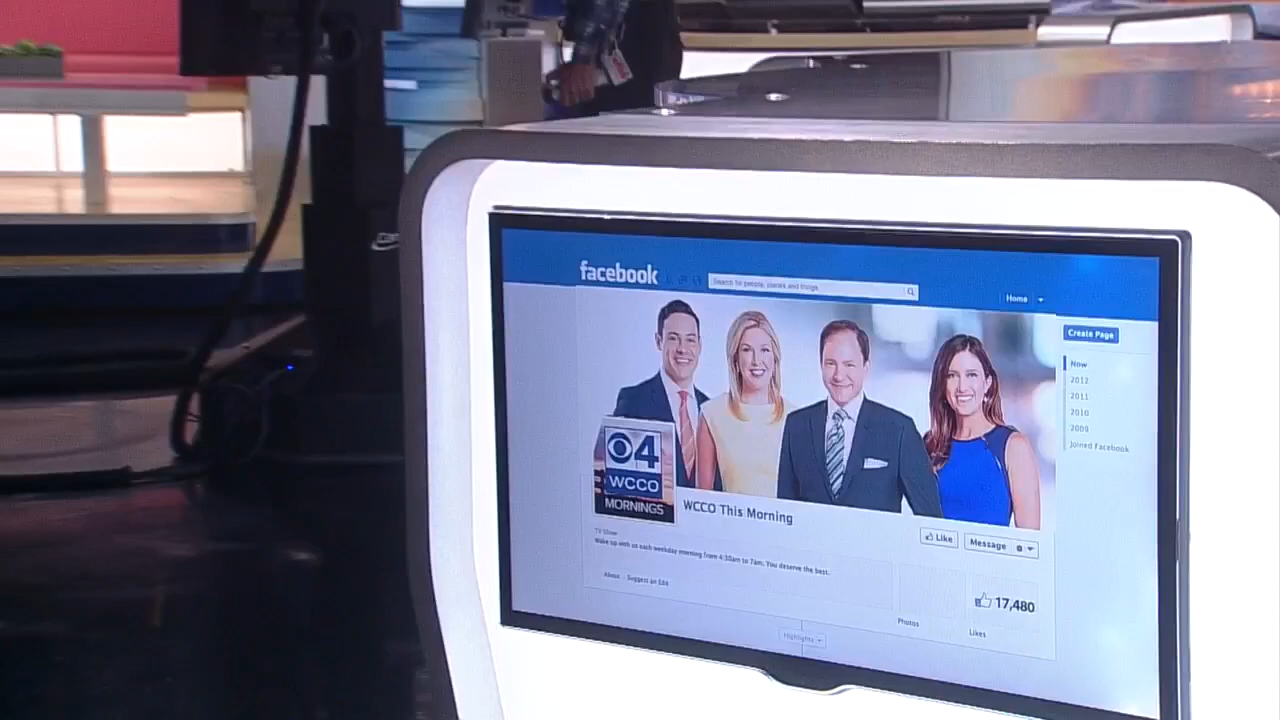 facebook
Search for people, places and things
Home
Create Page
Now
2012
2011
2010
2009
Joined Facebook
4
WCCO
MORNINGS
WCCO This Morning
Like
Message
TV Show
Wake up with us each weekday morning from 4:30am to 7am. You deserve the best.
About
Suggest an Edit
17,480
Photos
Likes
Highlights